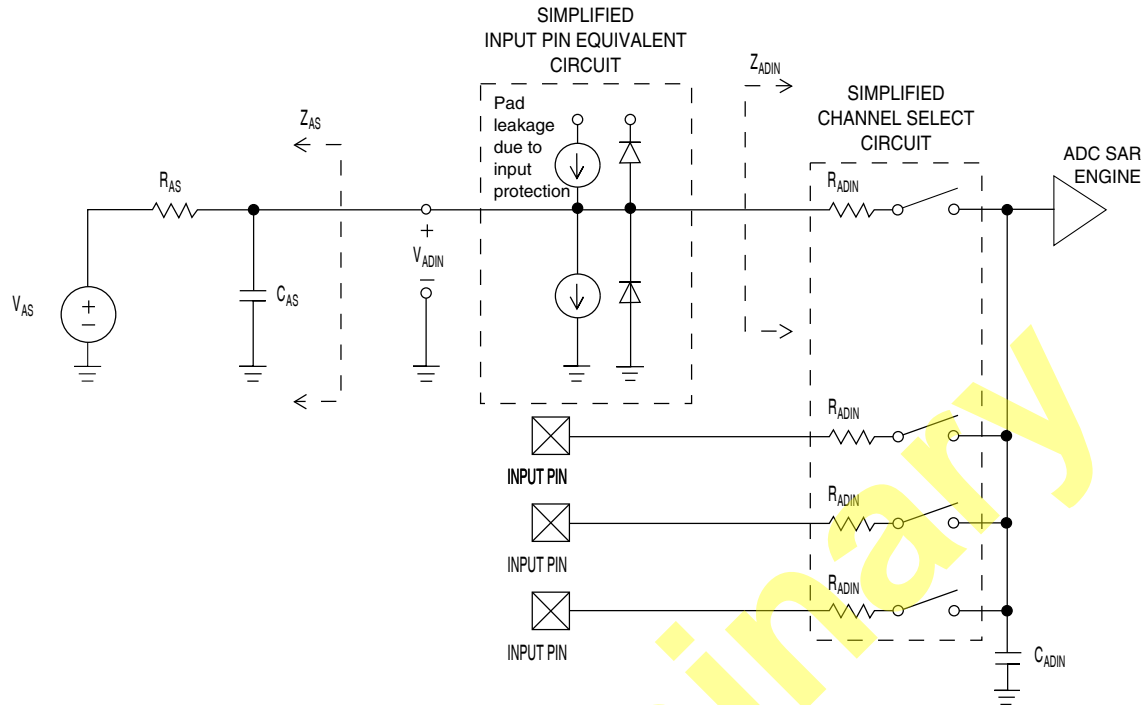 SIMPLIFIED
INPUT PIN EQUIVALENT
CIRCUIT
Pad
leakage
due to
input
protection
Z_AS
Z_ADIN
SIMPLIFIED
CHANNEL SELECT
CIRCUIT
ADC SAR
ENGINE
R_AS
R_ADIN
+
V_ADIN
–
V_AS
+
–
C_AS
R_ADIN
INPUT PIN
R_ADIN
INPUT PIN
R_ADIN
INPUT PIN
C_ADIN
inary